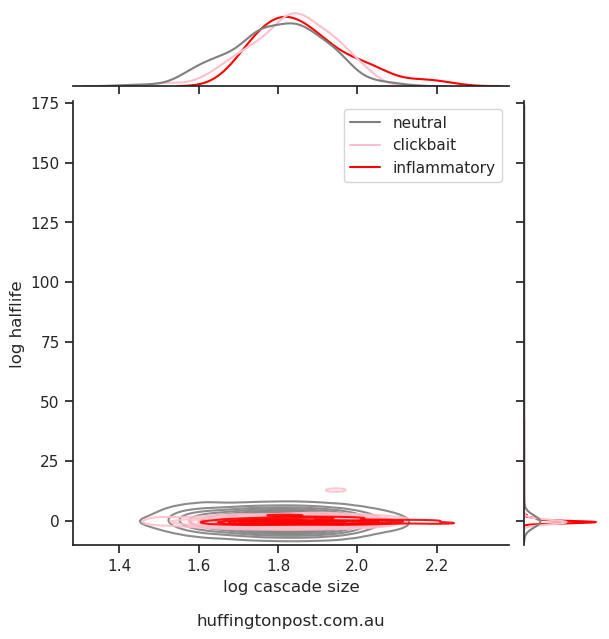 175
150
125
100
75
50
25
0
log halflife
neutral
clickbait
inflammatory
1.4 1.6 1.8 2.0 2.2
log cascade size
huffingtonpost.com.au